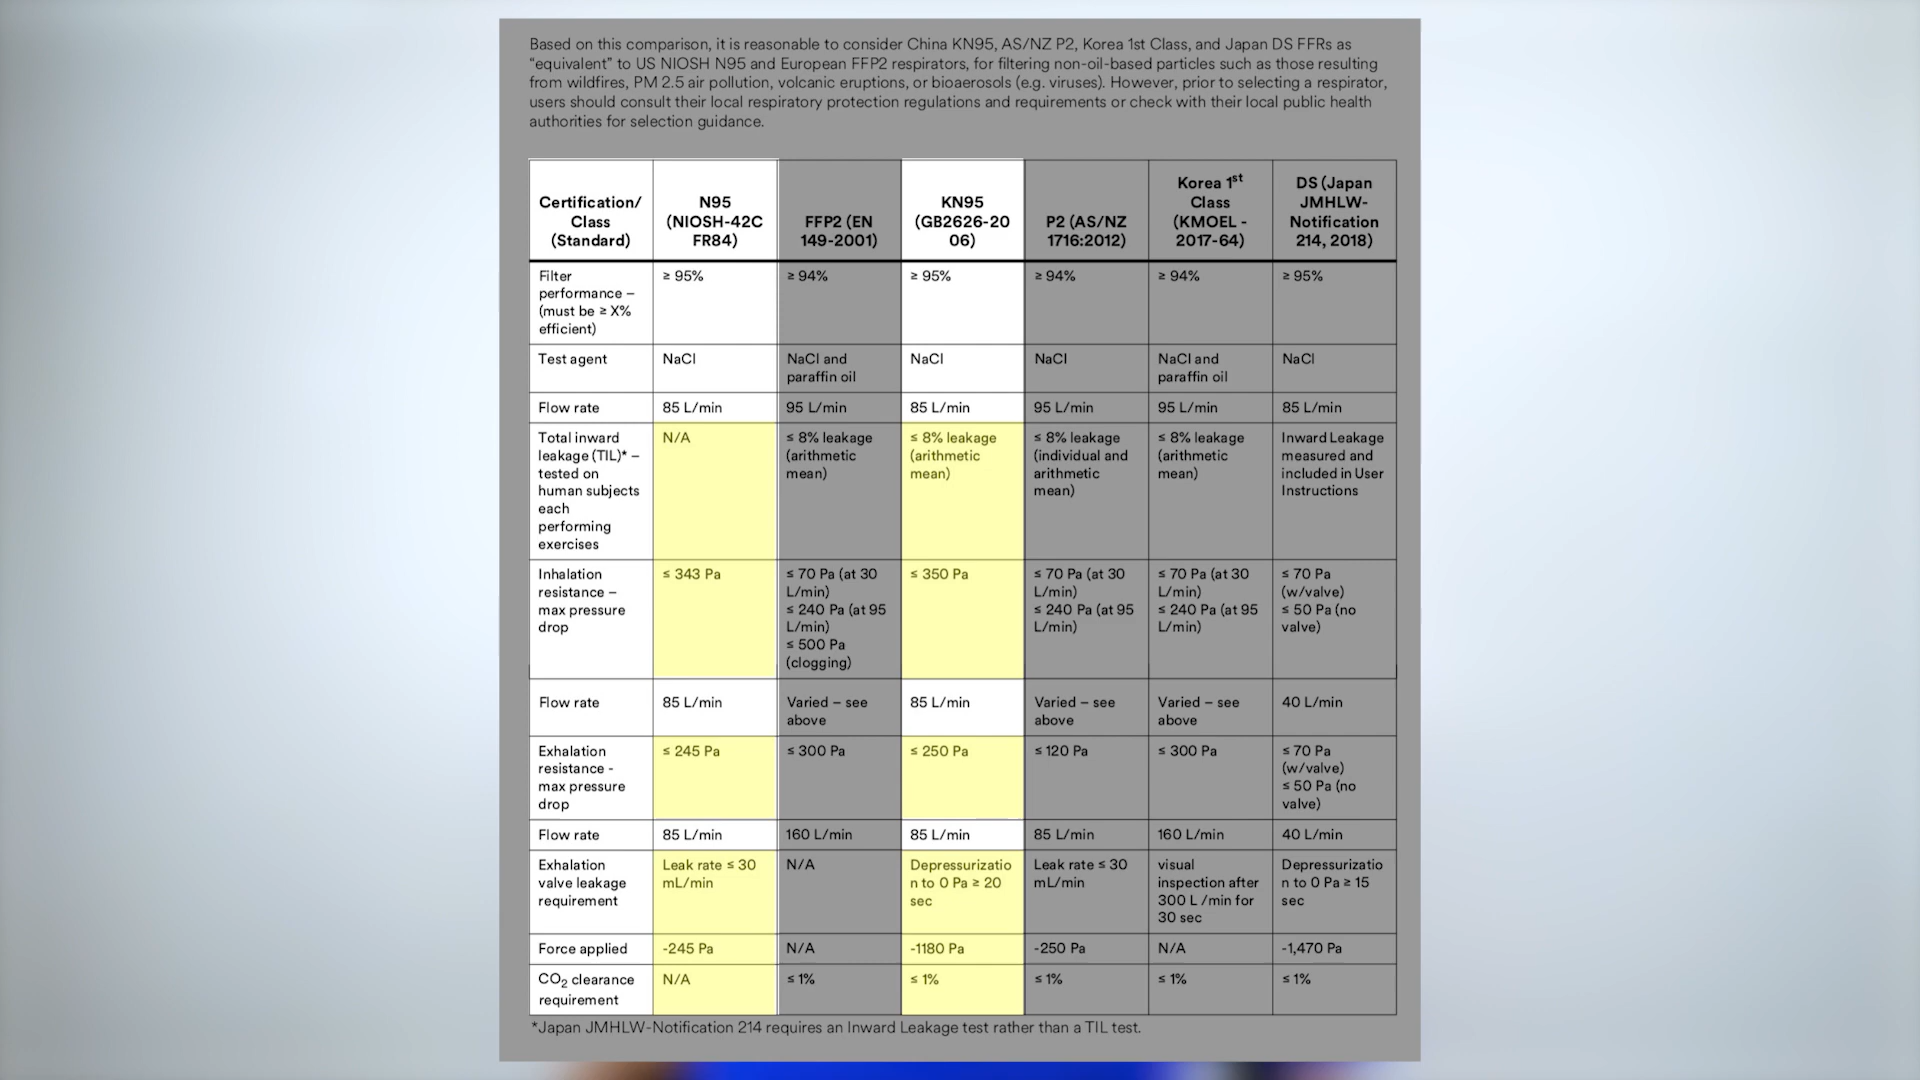 Based on this comparison, it is reasonable to consider China KN95, AS/NZ P2, Korea 1st Class, and Japan DS FFRs as
“equivalent” to US NIOSH N95 and European FFP2 respirators, for filtering non-oil-based particles such as those resulting
from wildfires, PM 2.5 air pollution, volcanic eruptions, or bioaerosols (e.g. viruses). However, prior to selecting a respirator,
users should consult their local respiratory protection regulations and requirements or check with their local public health
authorities for selection guidance.
Certification/
Class
(Standard)
N95
(NIOSH-42C
FR84)
FFP2 (EN
149-2001)
KN95
(GB2626-20
06)
P2 (AS/NZ
1716:2012)
Korea 1st
Class
(KMOEL -
2017-64)
DS (Japan
JMHLW-
Notification
214, 2018)
Filter
performance –
(must be ≥ X%
efficient)
≥ 95%
≥ 94%
≥ 95%
≥ 94%
≥ 94%
≥ 95%
Test agent
NaCl
NaCl and
paraffin oil
NaCl
NaCl
NaCl and
paraffin oil
NaCl
Flow rate
85 L/min
95 L/min
85 L/min
95 L/min
95 L/min
85 L/min
Total inward
leakage (TIL)* –
tested on
human subjects
each
performing
exercises
N/A
≤ 8% leakage
(arithmetic
mean)
≤ 8% leakage
(arithmetic
mean)
≤ 8% leakage
(individual and
arithmetic
mean)
≤ 8% leakage
(arithmetic
mean)
Inward Leakage
measured and
included in User
Instructions
Inhalation
resistance –
max pressure
drop
≤ 343 Pa
≤ 70 Pa (at 30
L/min)
≤ 240 Pa (at 95
L/min)
≤ 500 Pa
(clogging)
≤ 350 Pa
≤ 70 Pa (at 30
L/min)
≤ 240 Pa (at 95
L/min)
≤ 70 Pa (at 30
L/min)
≤ 240 Pa (at 95
L/min)
≤ 70 Pa
(w/valve)
≤ 50 Pa (no
valve)
Flow rate
85 L/min
Varied – see
above
85 L/min
Varied – see
above
Varied – see
above
40 L/min
Exhalation
resistance -
max pressure
drop
≤ 245 Pa
≤ 300 Pa
≤ 250 Pa
≤ 120 Pa
≤ 300 Pa
≤ 70 Pa
(w/valve)
≤ 50 Pa (no
valve)
Flow rate
85 L/min
160 L/min
85 L/min
85 L/min
160 L/min
40 L/min
Exhalation
valve leakage
requirement
Leak rate ≤ 30
mL/min
N/A
Depressurizatio
n to 0 Pa ≥ 20
sec
Leak rate ≤ 30
mL/min
visual
inspection after
300 L /min for
30 sec
Depressurizatio
n to 0 Pa ≥ 15
sec
Force applied
-245 Pa
N/A
-1180 Pa
-250 Pa
N/A
-1,470 Pa
CO2 clearance
requirement
N/A
≤ 1%
≤ 1%
≤ 1%
≤ 1%
≤ 1%
*Japan JMHLW-Notification 214 requires an Inward Leakage test rather than a TIL test.